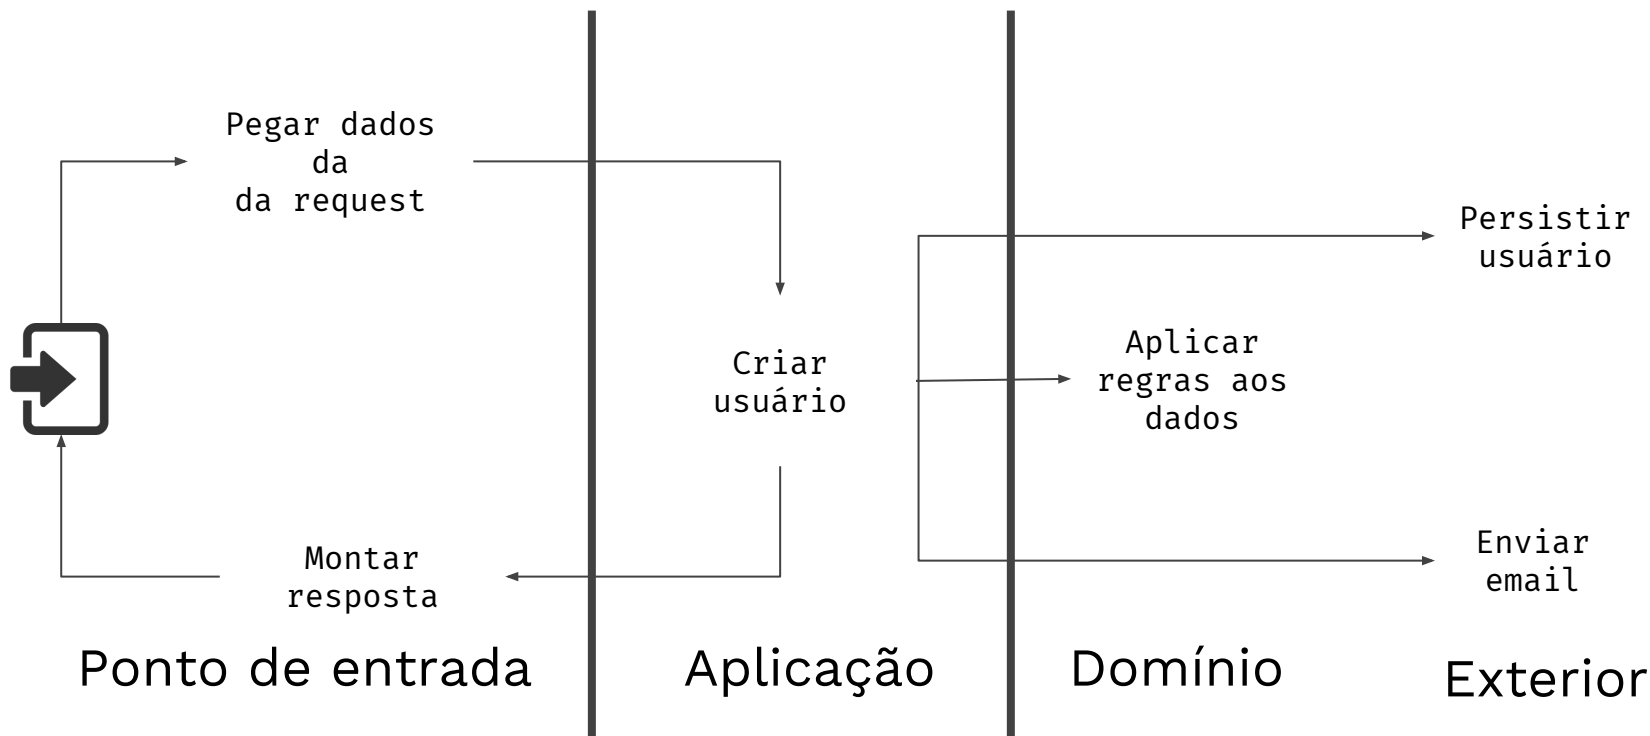 Pegar dados
da
da request
Persistir
usuário
Criar
usuário
Aplicar
regras aos
dados
Montar
resposta
Enviar
email
Ponto de entrada
Aplicação
Domínio
Exterior